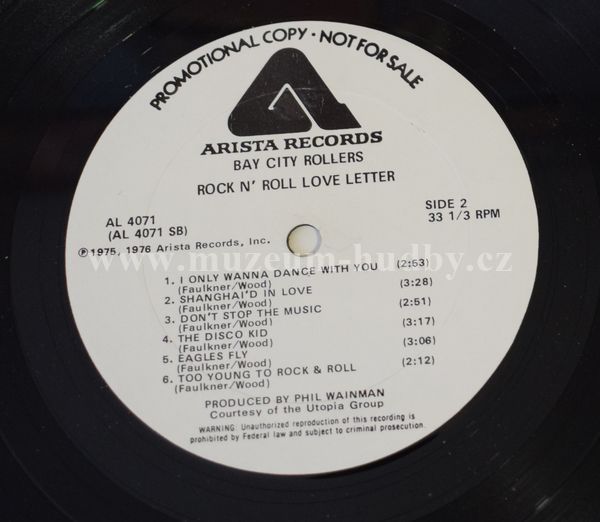 PROMOTIONAL COPY • NOT FOR SALE
ARISTA RECORDS
BAY CITY ROLLERS
ROCK N' ROLL LOVE LETTER
AL 4071
(AL 4071 SB)
℗1975, 1976 Arista Records, Inc.
SIDE 2
33 1/3 RPM
www.muzeum-hudby.cz
1. I ONLY WANNA DANCE WITH YOU (2:53)
(Faulkner/Wood)
2. SHANGHAI'D IN LOVE (3:28)
(Faulkner/Wood)
3. DON'T STOP THE MUSIC (2:51)
(Faulkner/Wood)
4. THE DISCO KID (3:17)
(Faulkner/Wood)
5. EAGLES FLY (3:06)
(Faulkner/Wood)
6. TOO YOUNG TO ROCK & ROLL (2:12)
(Faulkner/Wood)
PRODUCED BY PHIL WAINMAN
Courtesy of the Utopia Group
WARNING: Unauthorized reproduction of this recording is
prohibited by Federal law and subject to criminal prosecution.